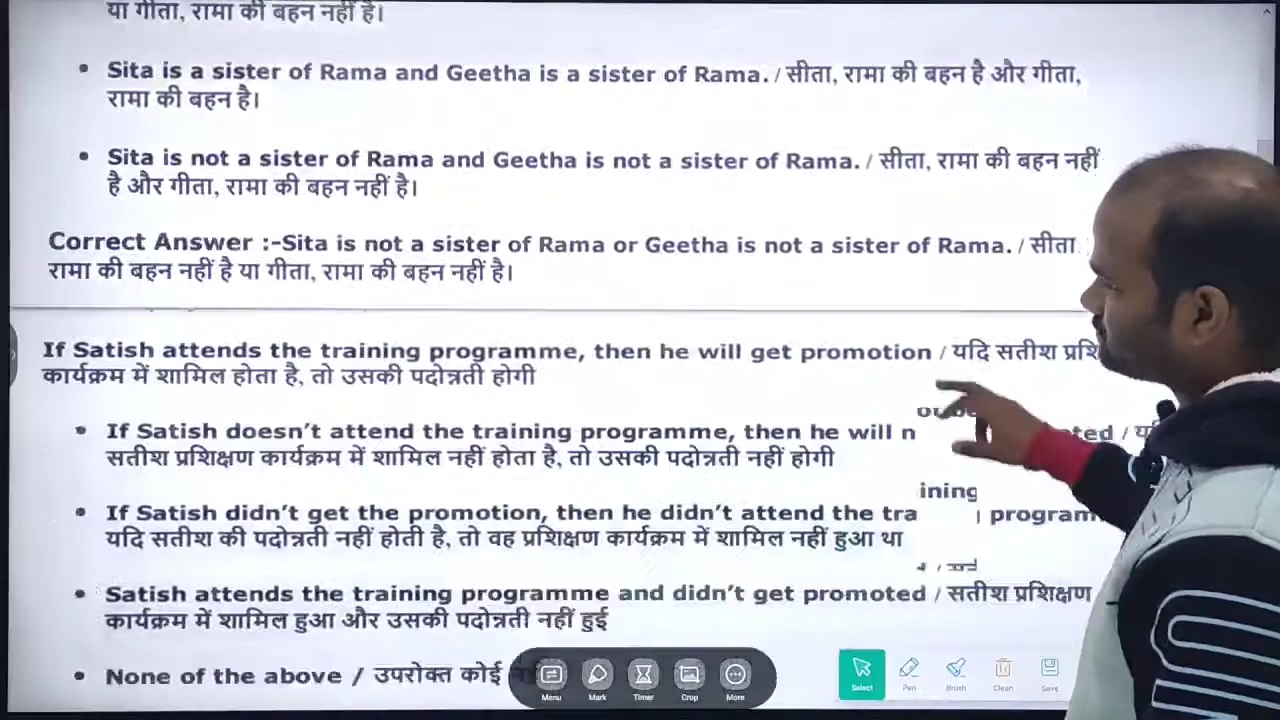 या गीता, रामा की बहन नहीं है।
• Sita is a sister of Rama and Geetha is a sister of Rama. / सीता, रामा की बहन है और गीता,
रामा की बहन है।
• Sita is not a sister of Rama and Geetha is not a sister of Rama. / सीता, रामा की बहन नहीं
है और गीता, रामा की बहन नहीं है।
Correct Answer :-Sita is not a sister of Rama or Geetha is not a sister of Rama. / सीता
रामा की बहन नहीं है या गीता, रामा की बहन नहीं है।
If Satish attends the training programme, then he will get promotion / यदि सतीश
कार्यक्रम में शामिल होता है, तो उसकी पदोन्नती होगी
• If Satish doesn’t attend the training programme, then he will
सतीश प्रशिक्षण कार्यक्रम में शामिल नहीं होता है, तो उसकी पदोन्नती नहीं होगी
ining
• If Satish didn’t get the promotion, then he didn’t attend the tra
यदि सतीश की पदोन्नती नहीं होती है, तो वह प्रशिक्षण कार्यक्रम में शामिल नहीं हुआ था
• Satish attends the training programme and didn’t get promoted / सतीश प्रशिक्षण
कार्यक्रम में शामिल हुआ और उसकी पदोन्नती नहीं हुई
• None of the above / उपरोक्त कोई
Menu Mark Timer Crop More
Select Pen Brush Clean Save